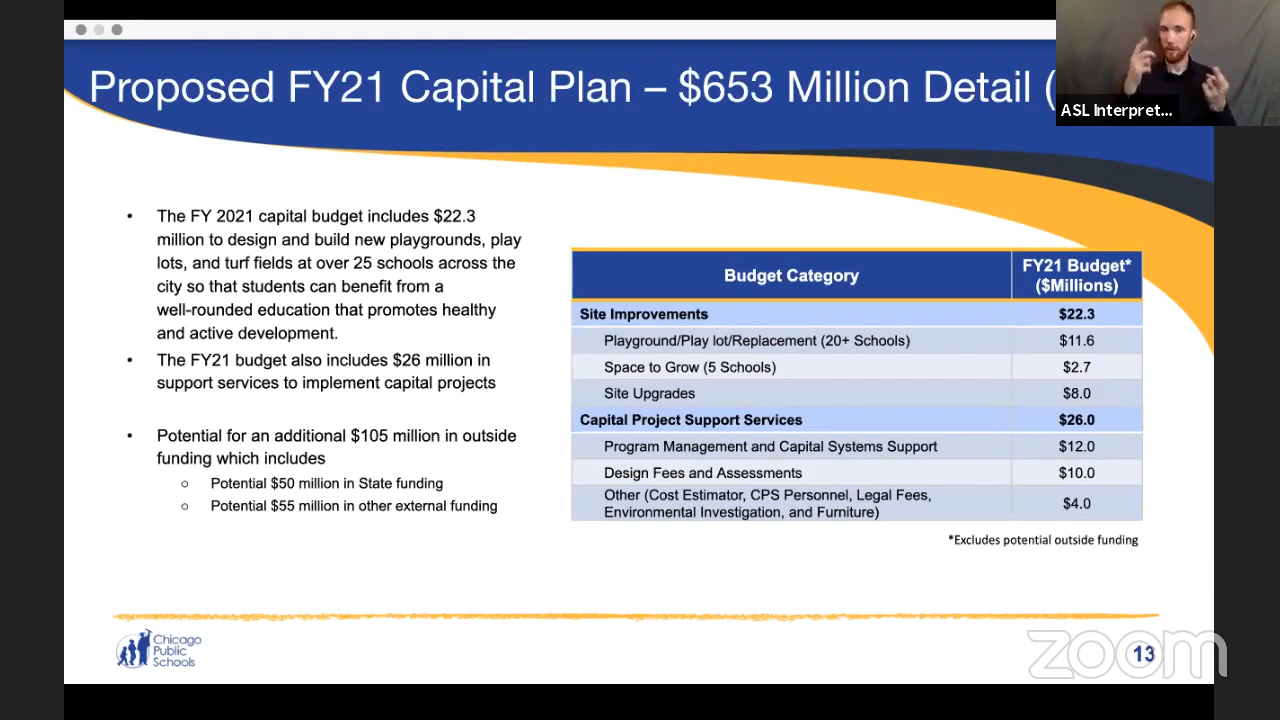 Proposed FY21 Capital Plan – $653 Million Detail (
ASL Interpret...
• The FY 2021 capital budget includes $22.3
million to design and build new playgrounds, play
lots, and turf fields at over 25 schools across the
city so that students can benefit from a
well-rounded education that promotes healthy
and active development.
• The FY21 budget also includes $26 million in
support services to implement capital projects
• Potential for an additional $105 million in outside
funding which includes
○ Potential $50 million in State funding
○ Potential $55 million in other external funding
Budget Category FY21 Budget*
($Millions)
Site Improvements $22.3
Playground/Play lot/Replacement (20+ Schools) $11.6
Space to Grow (5 Schools) $2.7
Site Upgrades $8.0
Capital Project Support Services $26.0
Program Management and Capital Systems Support $12.0
Design Fees and Assessments $10.0
Other (Cost Estimator, CPS Personnel, Legal Fees,
Environmental Investigation, and Furniture) $4.0
*Excludes potential outside funding
Chicago
Public
Schools
zoom
13